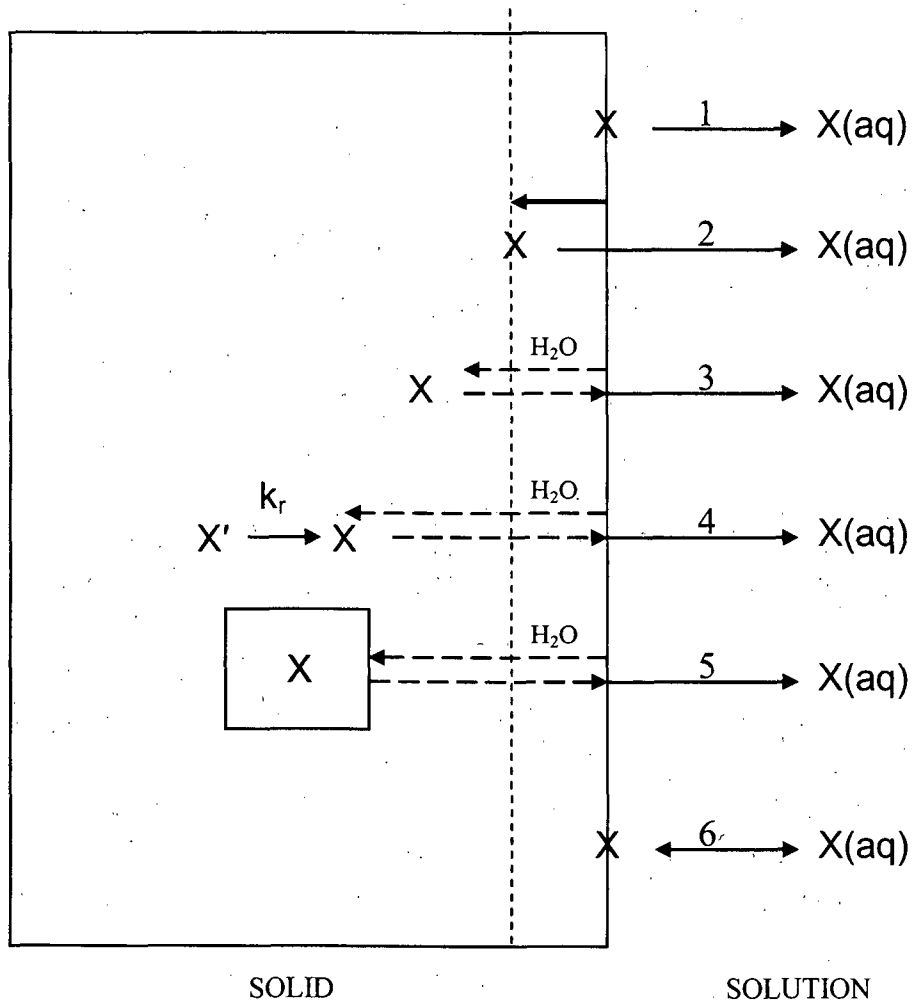 X 1 X(aq)
X 2 X(aq)
H₂O
X 3 X(aq)
H₂O
kᵣ
X' X 4 X(aq)
H₂O
X 5 X(aq)
X 6 X(aq)
SOLID SOLUTION